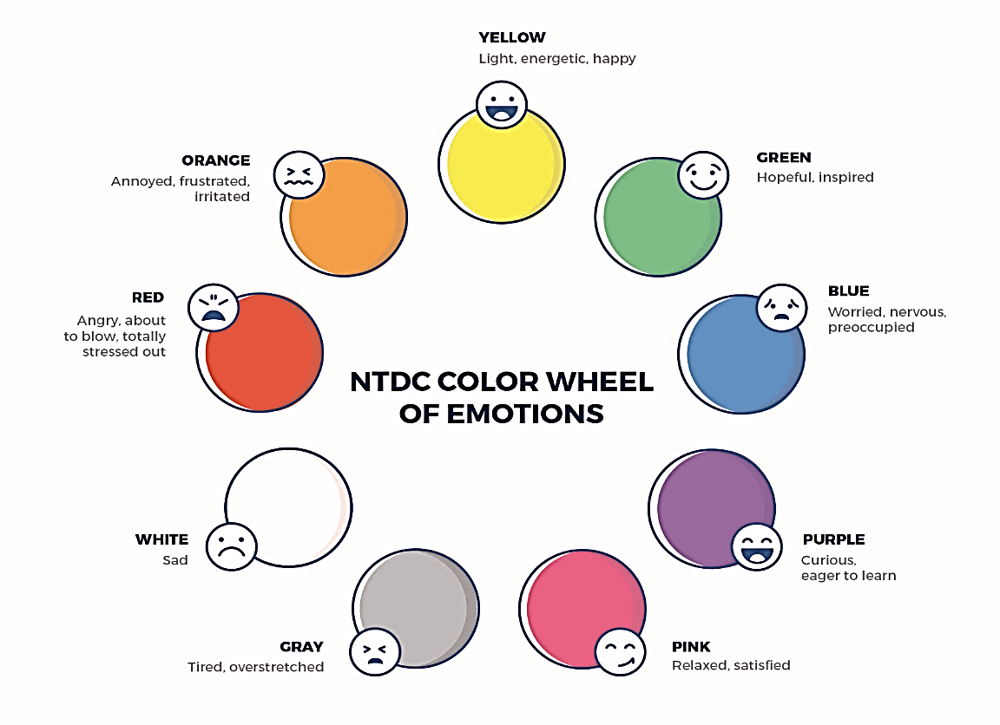 YELLOW
Light, energetic, happy
ORANGE
Annoyed, frustrated,
irritated
GREEN
Hopeful, inspired
RED
Angry, about
to blow, totally
stressed out
BLUE
Worried, nervous,
preoccupied
NTDC COLOR WHEEL
OF EMOTIONS
WHITE
Sad
PURPLE
Curious,
eager to learn
GRAY
Tired, overstretched
PINK
Relaxed, satisfied